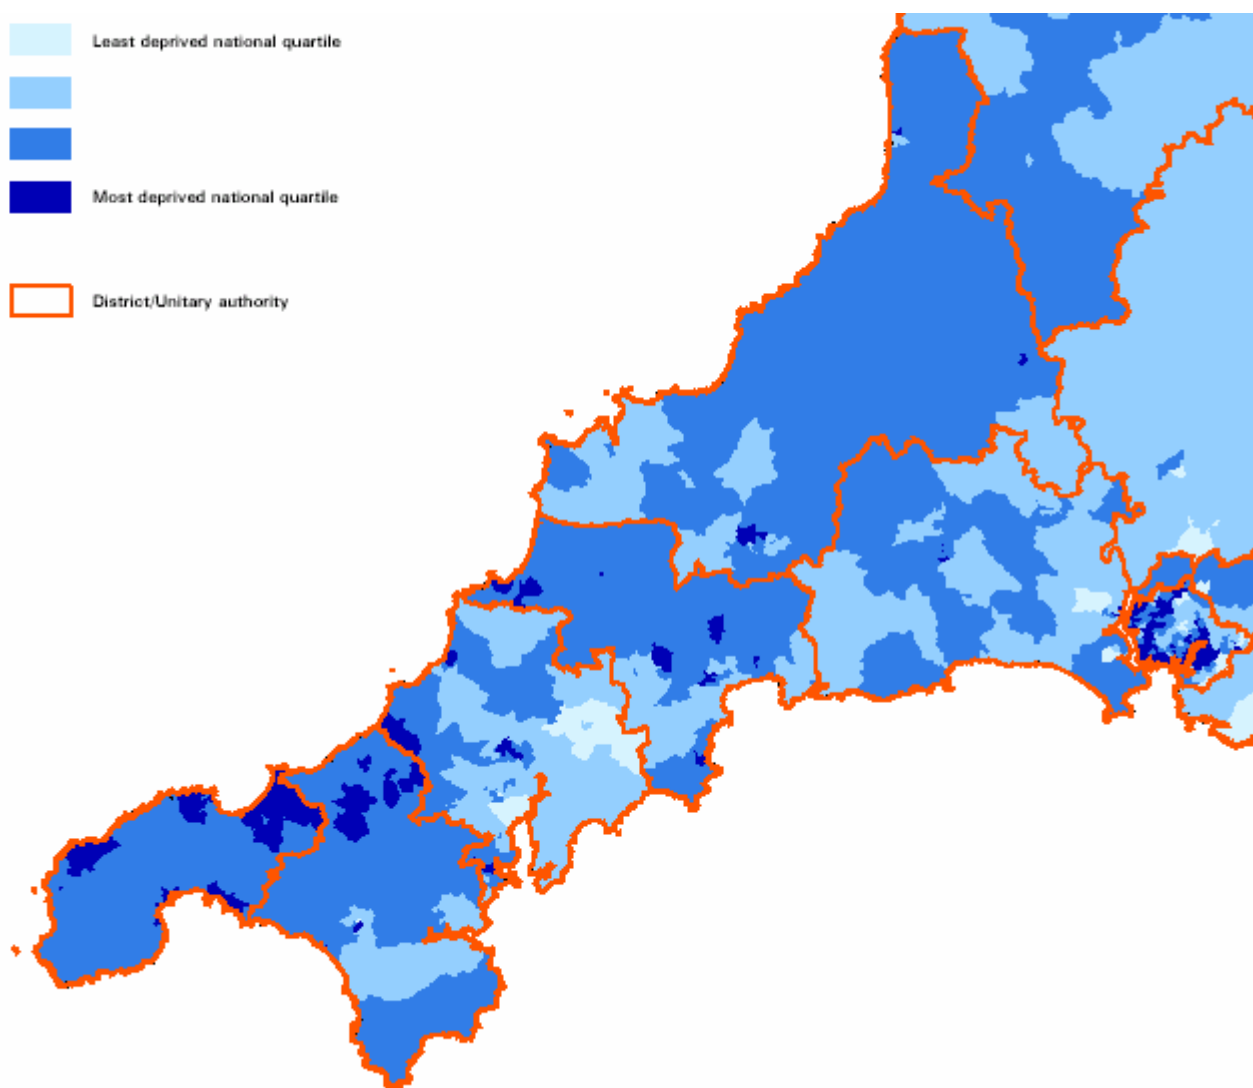 Least deprived national quartile
Most deprived national quartile
District/Unitary authority